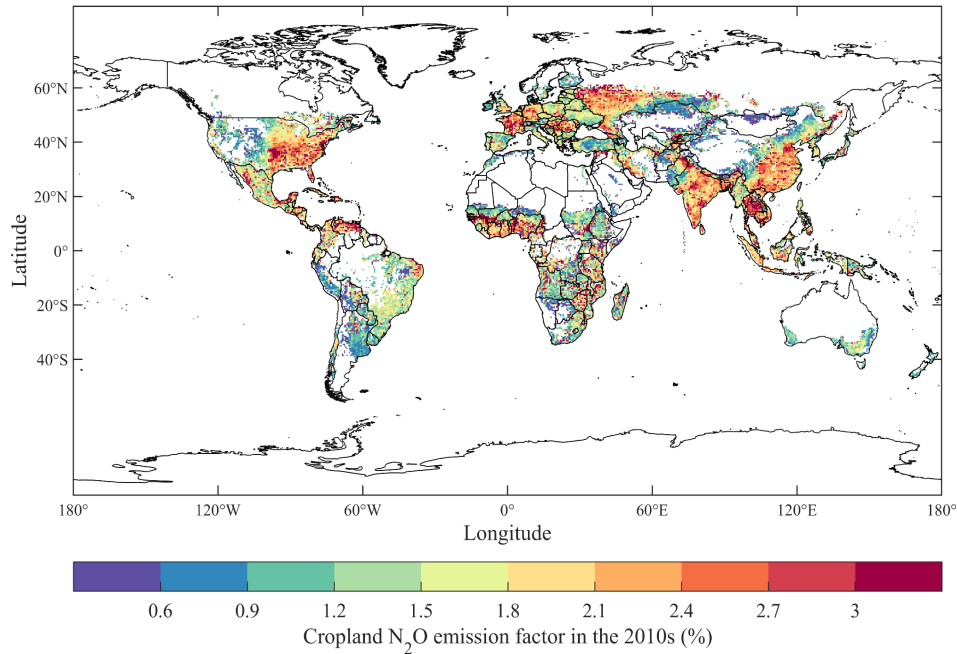 60°N
40°N
20°N
0°
20°S
40°S
Latitude
180°
120°W
60°W
0°
60°E
120°E
180°
Longitude
0.6 0.9 1.2 1.5 1.8 2.1 2.4 2.7 3
Cropland N₂O emission factor in the 2010s (%)